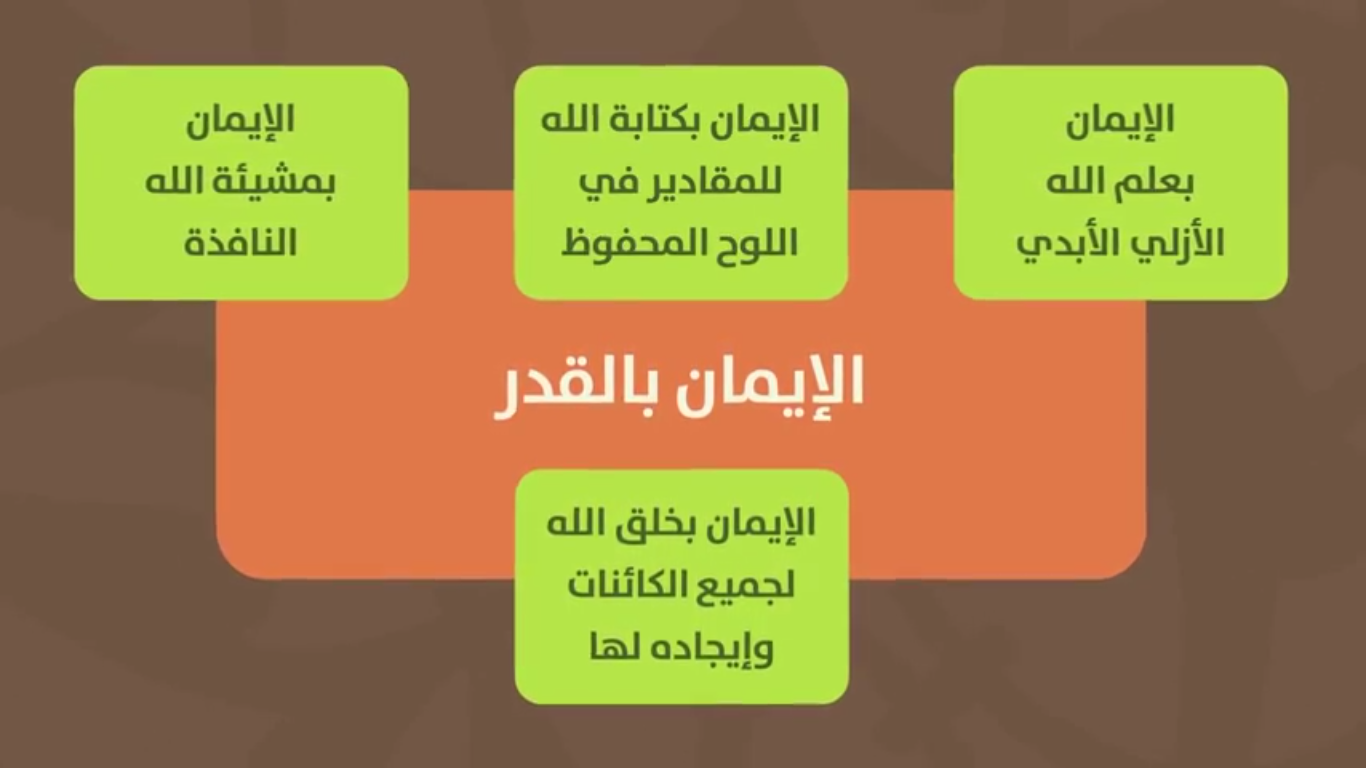 الإيمان
بعلم الله
الأزلي الأبدي
الإيمان بكتابة الله
للمقادير في
اللوح المحفوظ
الإيمان
بمشيئة الله
النافذة
الإيمان بالقدر
الإيمان بخلق الله
لجميع الكائنات
وإيجاده لها